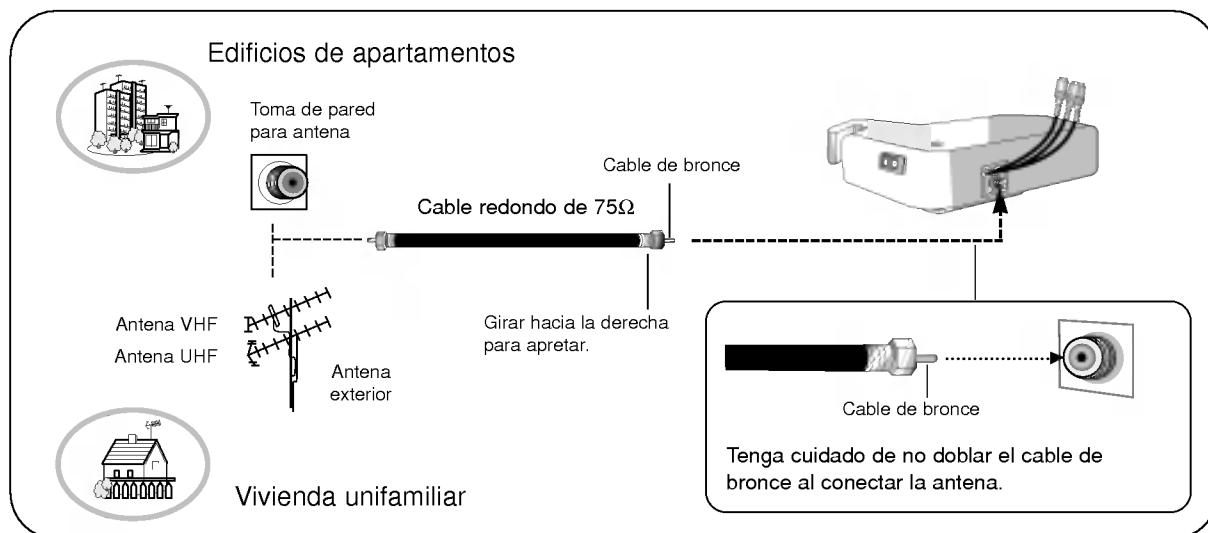 Edificios de apartamentos
Toma de pared
para antena
Cable de bronce
Cable redondo de 75Ω
Antena VHF
Antena UHF
Antena
exterior
Girar hacia la derecha
para apretar.
Cable de bronce
Tenga cuidado de no doblar el cable de
bronce al conectar la antena.
Vivienda unifamiliar